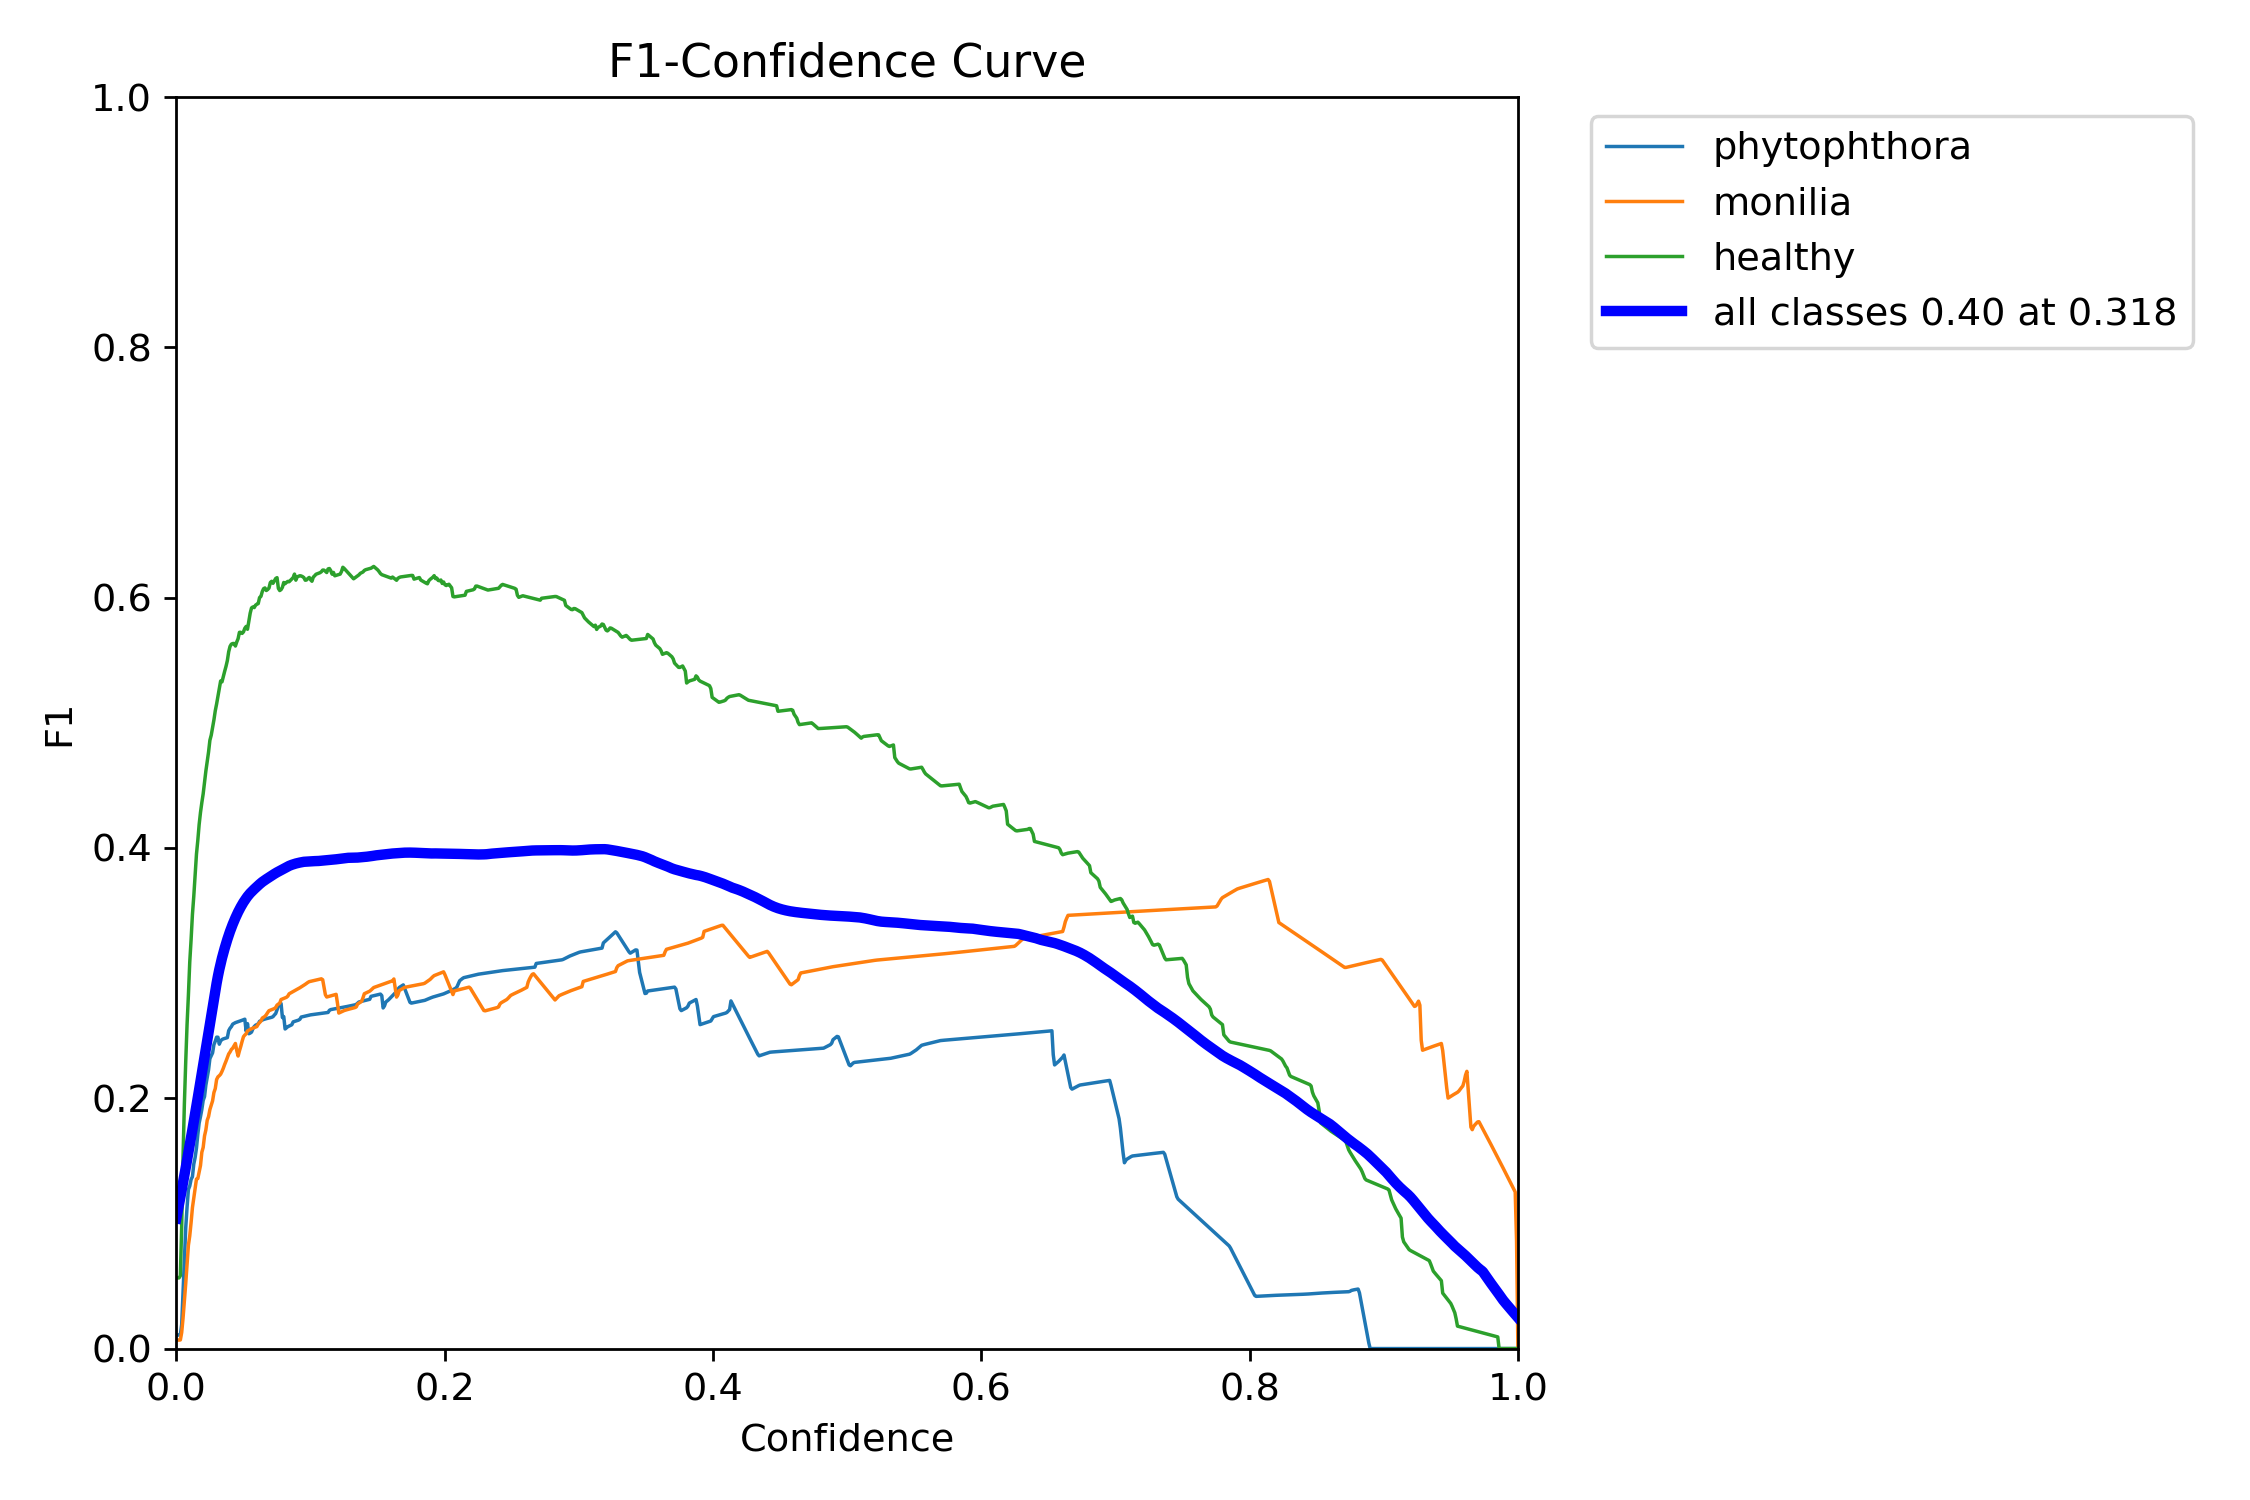 F1-Confidence Curve
1.0
0.8
0.6
0.4
0.2
0.0
F1
0.0 0.2 0.4 0.6 0.8 1.0
Confidence
phytophthora
monilia
healthy
all classes 0.40 at 0.318